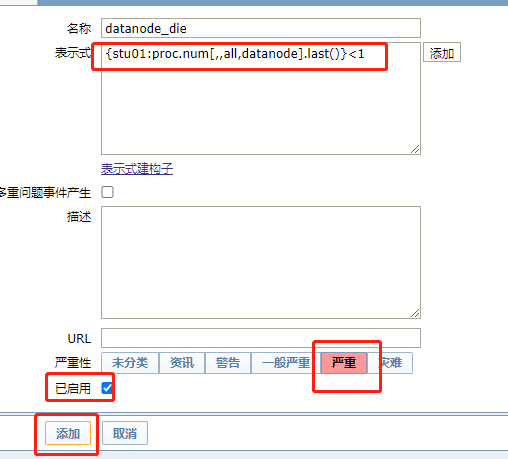 名称 datanode_die
表示式 {stu01:proc.num[,,all,datanode].last()}<1 添加
表示式建构子
多重问题事件产生
描述
URL
严重性 未分类 资讯 警告 一般严重 严重 灾难
已启用
添加 取消